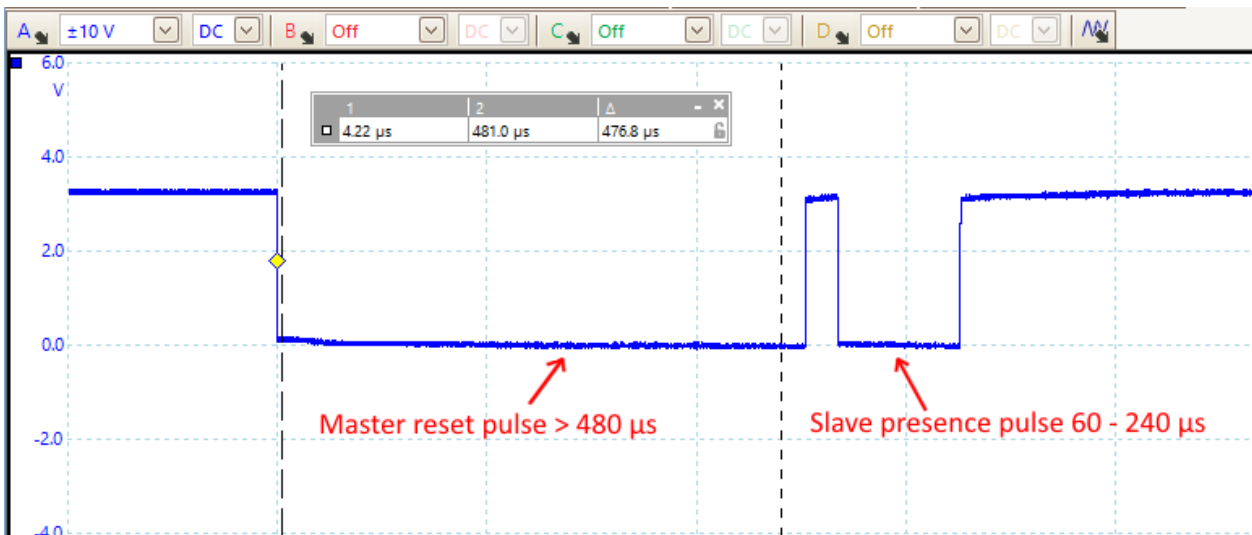 A ±10 V DC B Off DC C Off DC D Off DC
6.0
V
1 2 Δ
4.22 µs 481.0 µs 476.8 µs
4.0
2.0
0.0
Master reset pulse > 480 µs
Slave presence pulse 60 - 240 µs
-2.0
-4.0